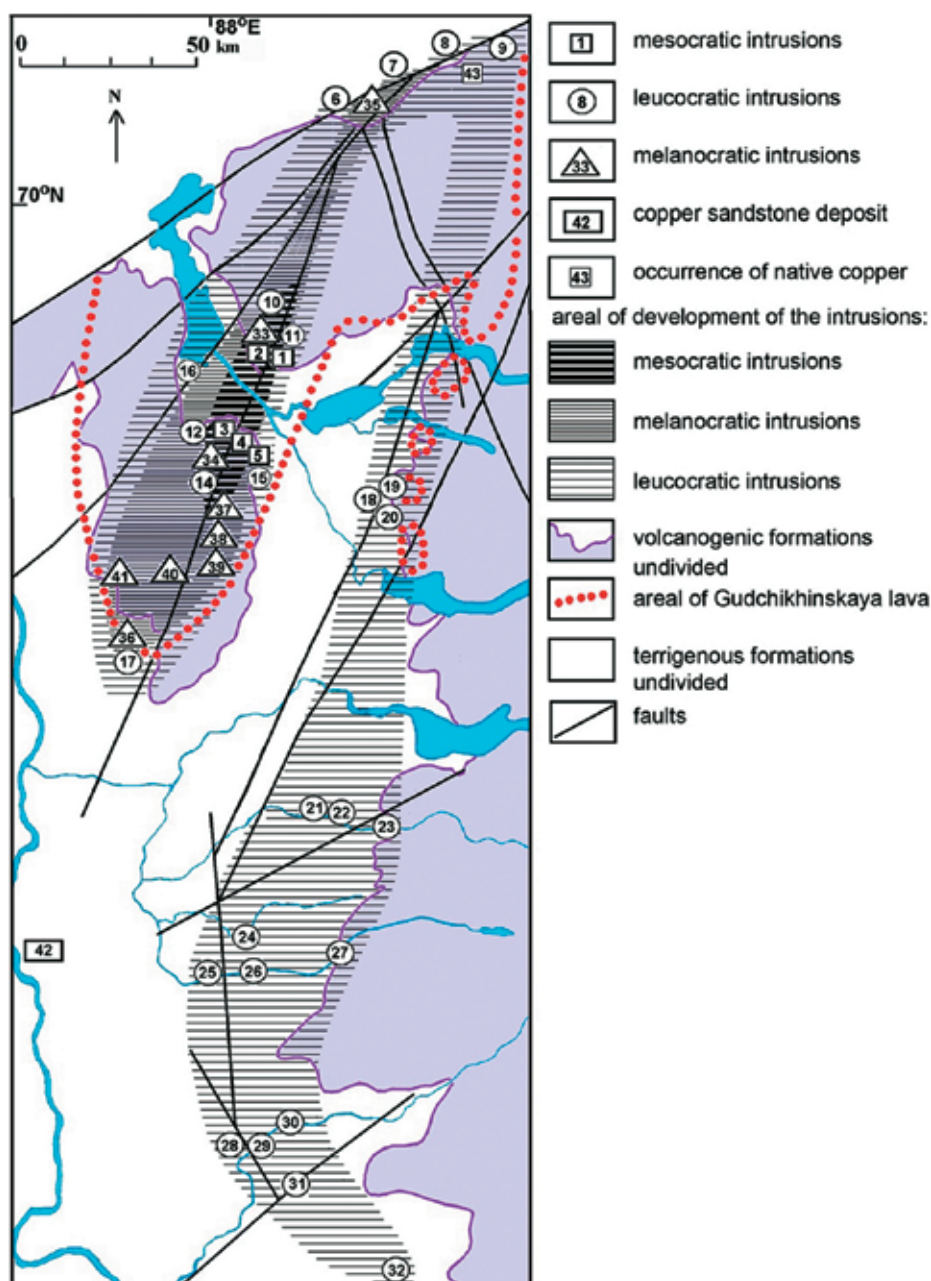 88°E
0 50 km
N
70°N
8
9
7
43
6
35
10
33
11
2
1
16
12
3
4
34
5
14
15
19
18
37
20
38
39
41
40
36
17
21
22
23
24
42
27
25
26
30
28
29
31
32
1 mesocratic intrusions
8 leucocratic intrusions
33 melanocratic intrusions
42 copper sandstone deposit
43 occurrence of native copper
areal of development of the intrusions:
mesocratic intrusions
melanocratic intrusions
leucocratic intrusions
volcanogenic formations
undivided
areal of Gudchikhinskaya lava
terrigenous formations
undivided
faults